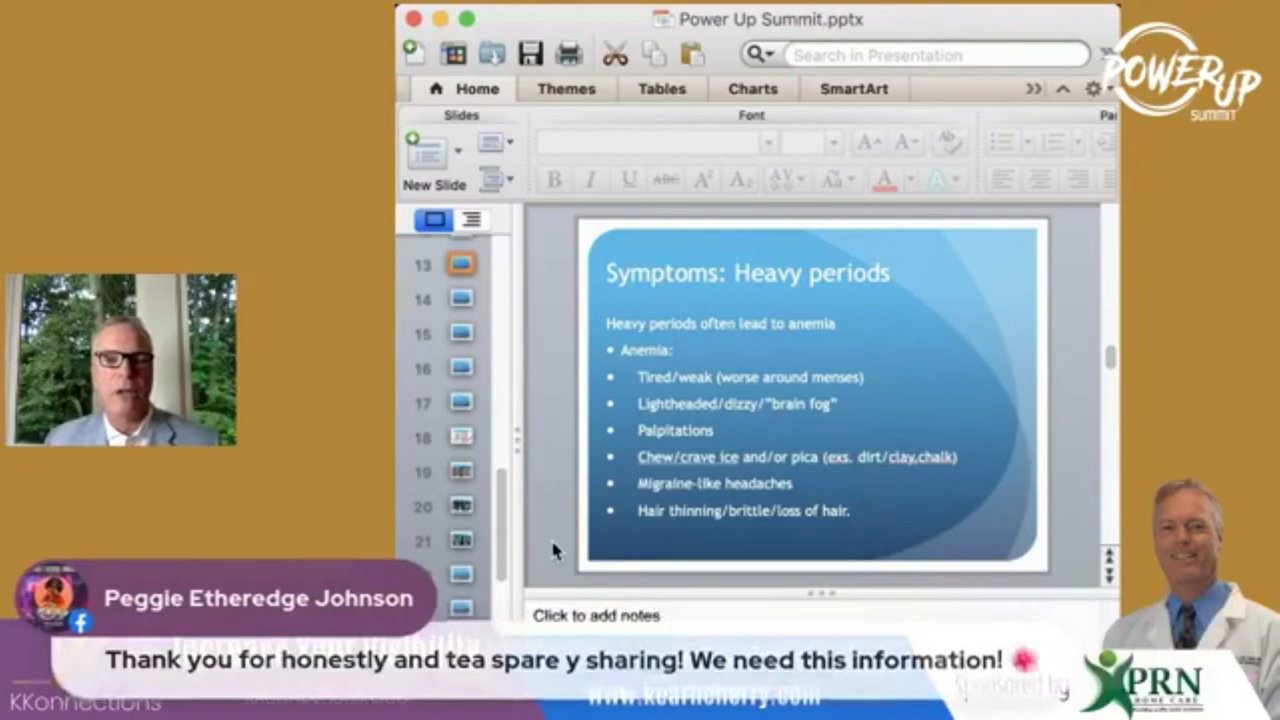 Power Up Summit.pptx
Search in Presentation
POWER UP
SUMMIT
Home
Themes
Tables
Charts
SmartArt
Slides
Font
New Slide
B
I
U
ABC
13
14
15
16
17
18
19
20
21
Symptoms: Heavy periods
Heavy periods often lead to anemia
• Anemia:
• Tired/weak (worse around menses)
• Lightheaded/dizzy/"brain fog"
• Palpitations
• Chew/crave ice and/or pica (exs. dirt/clay,chalk)
• Migraine-like headaches
• Hair thinning/brittle/loss of hair.
Click to add notes
Peggie Etheredge Johnson
Thank you for honestly and tea spare y sharing! We need this information!
Sponsored by
PRN
HOME CARE
KKonnections